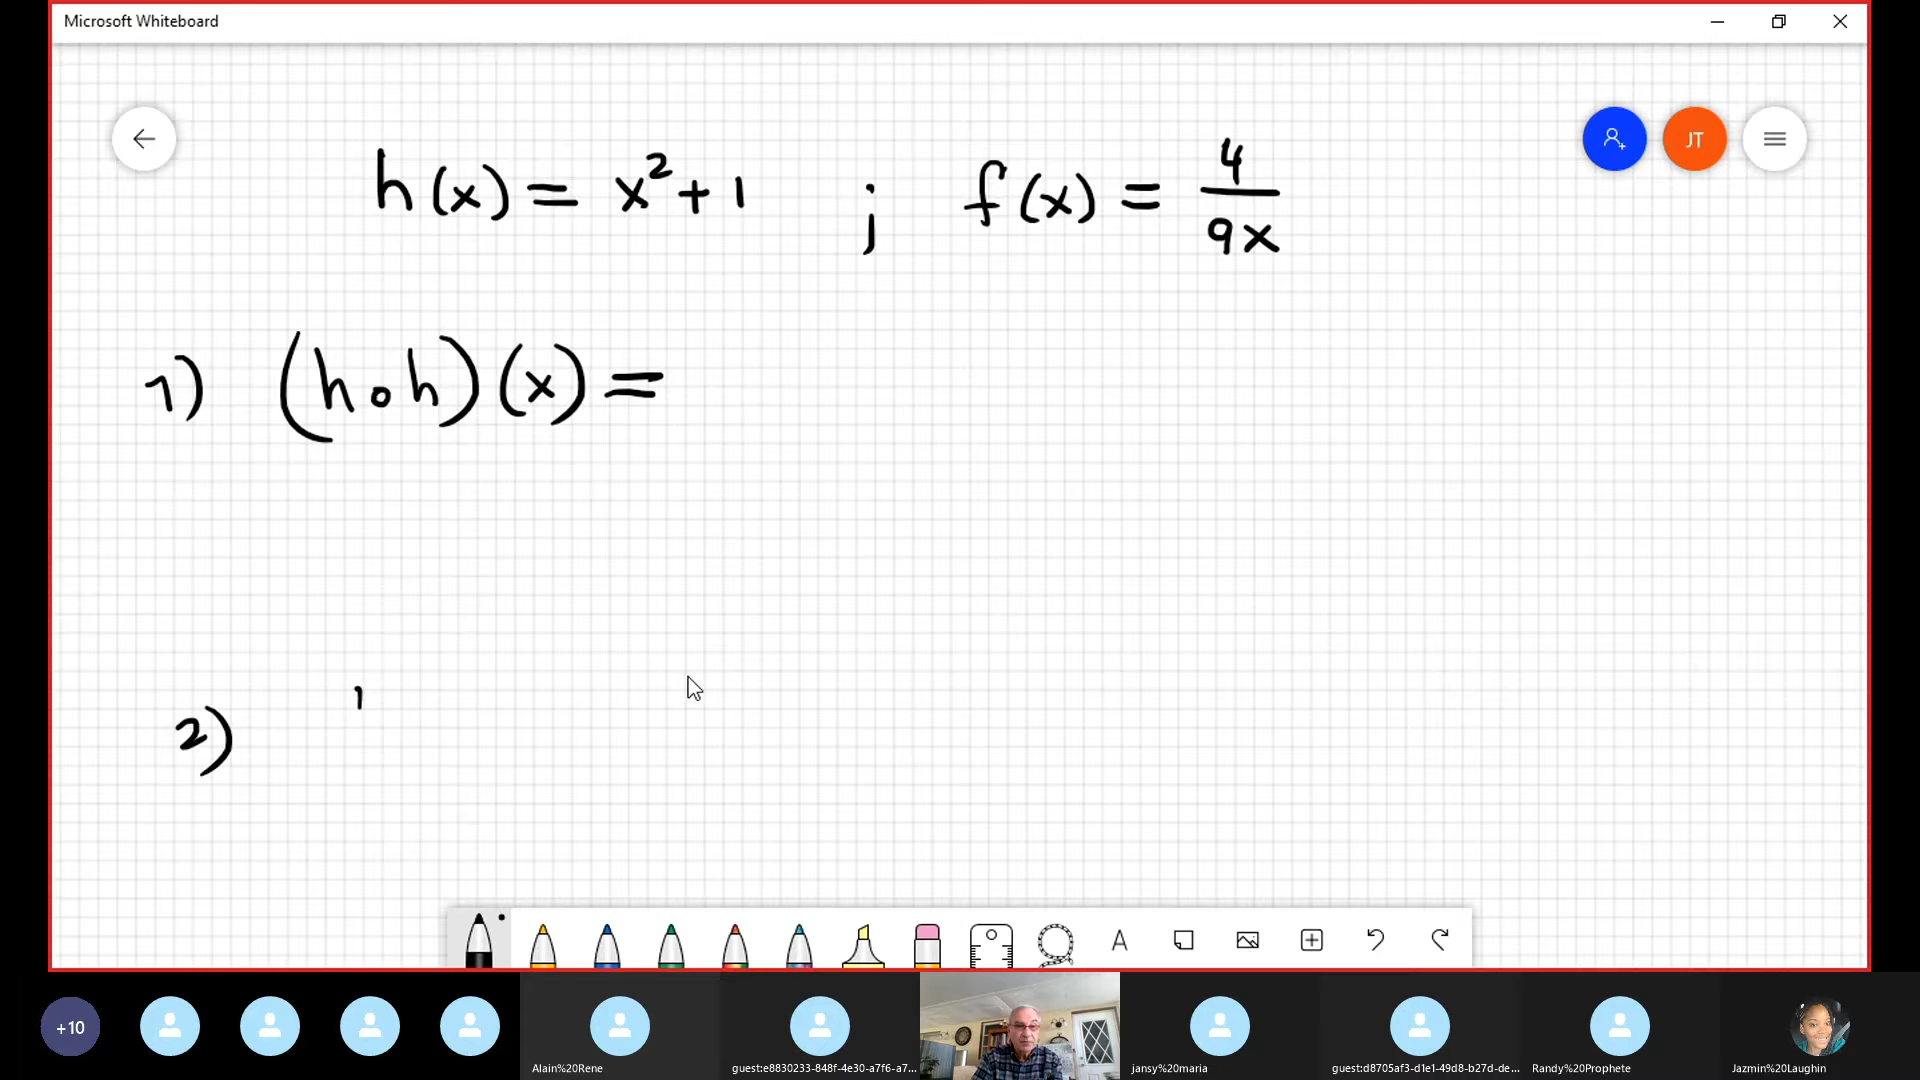 Microsoft Whiteboard
h(x) = x² + 1 ; f(x) = 4/9x
JT
1) (h∘h)(x) =
2) ı
A
+10
Alain%20Rene
guest:e8830233-848f-4e30-a7f6-a7...
jansy%20maria
guest:d8705af3-d1e1-49d8-b27d-de...
Randy%20Prophete
Jazmin%20Laughin